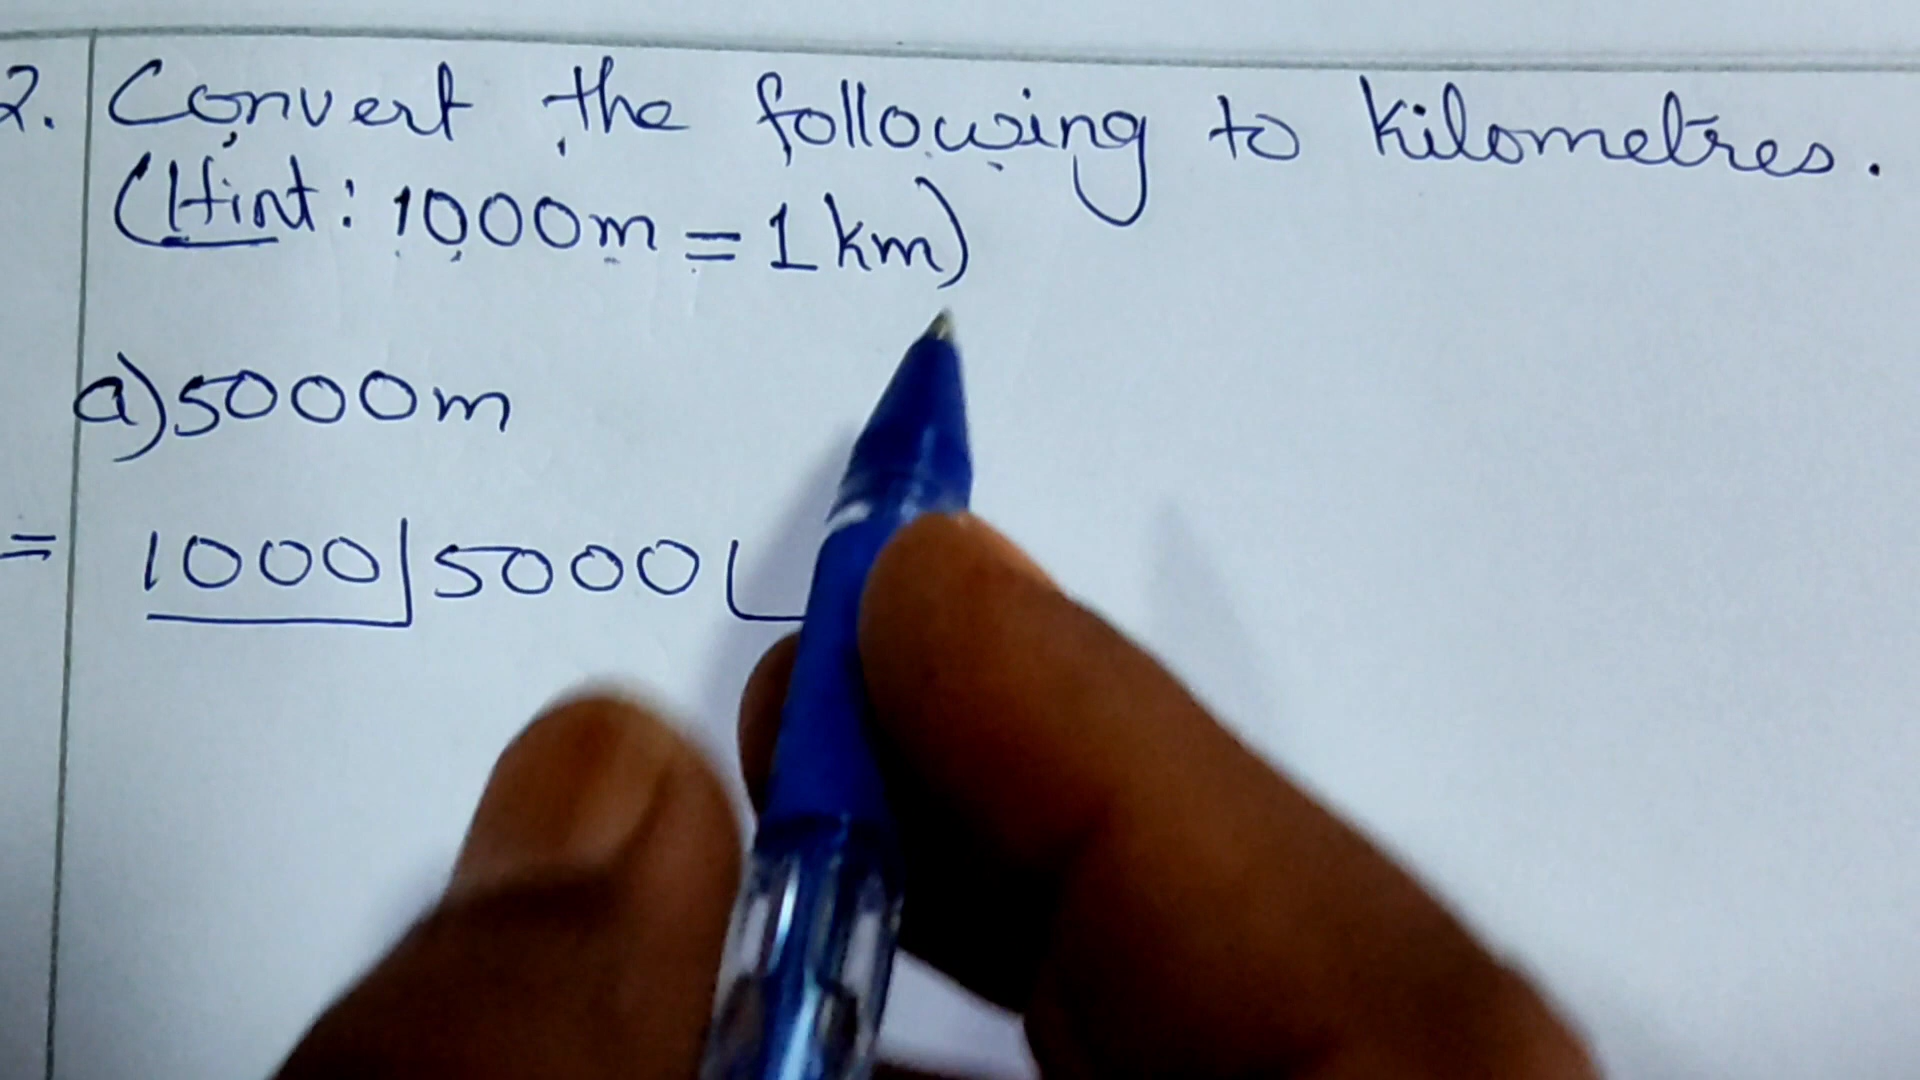 2. Convert the following to kilometres.
(Hint: 1000m = 1km)
a) 5000m
= 1000 5000